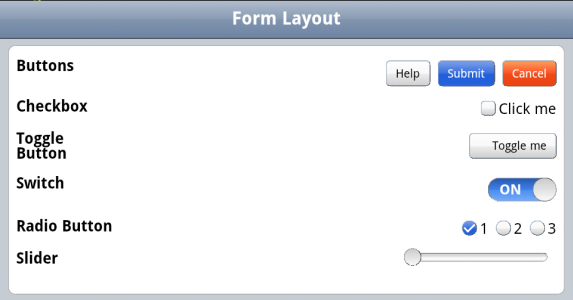 Form Layout
Buttons Help Submit Cancel
Checkbox Click me
Toggle
Button Toggle me
Switch ON
Radio Button 1 2 3
Slider